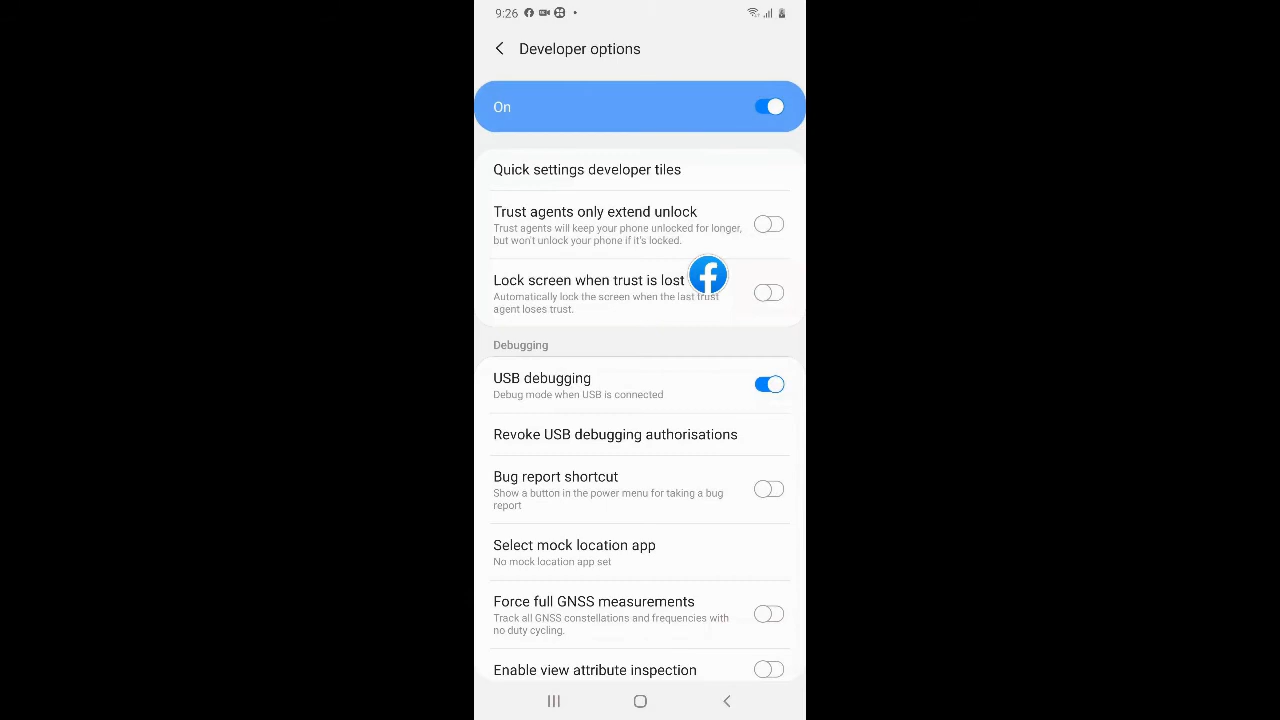 9:26
Developer options
On
Quick settings developer tiles
Trust agents only extend unlock
Trust agents will keep your phone unlocked for longer,
but won't unlock your phone if it's locked.
Lock screen when trust is lost
Automatically lock the screen when the last trust
agent loses trust.
Debugging
USB debugging
Debug mode when USB is connected
Revoke USB debugging authorisations
Bug report shortcut
Show a button in the power menu for taking a bug
report
Select mock location app
No mock location app set
Force full GNSS measurements
Track all GNSS constellations and frequencies with
no duty cycling.
Enable view attribute inspection